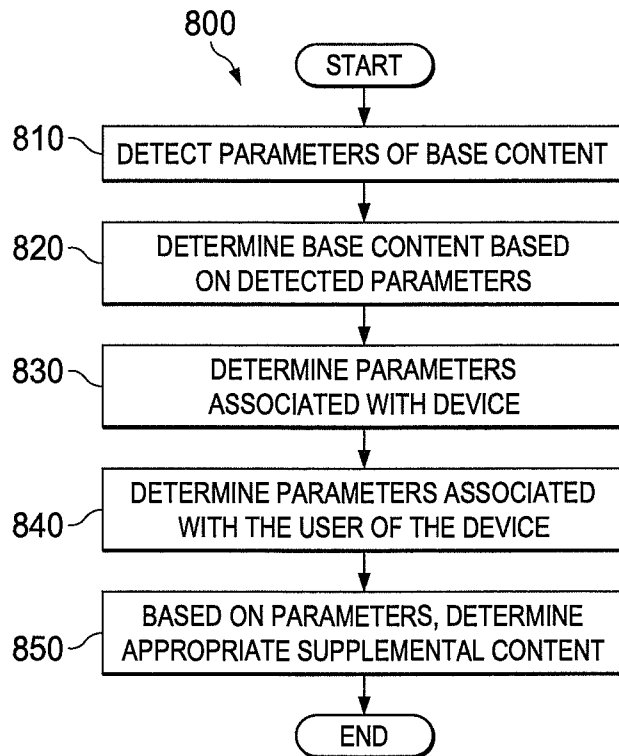 800
START
810
DETECT PARAMETERS OF BASE CONTENT
820
DETERMINE BASE CONTENT BASED
ON DETECTED PARAMETERS
830
DETERMINE PARAMETERS
ASSOCIATED WITH DEVICE
840
DETERMINE PARAMETERS ASSOCIATED
WITH THE USER OF THE DEVICE
850
BASED ON PARAMETERS, DETERMINE
APPROPRIATE SUPPLEMENTAL CONTENT
END